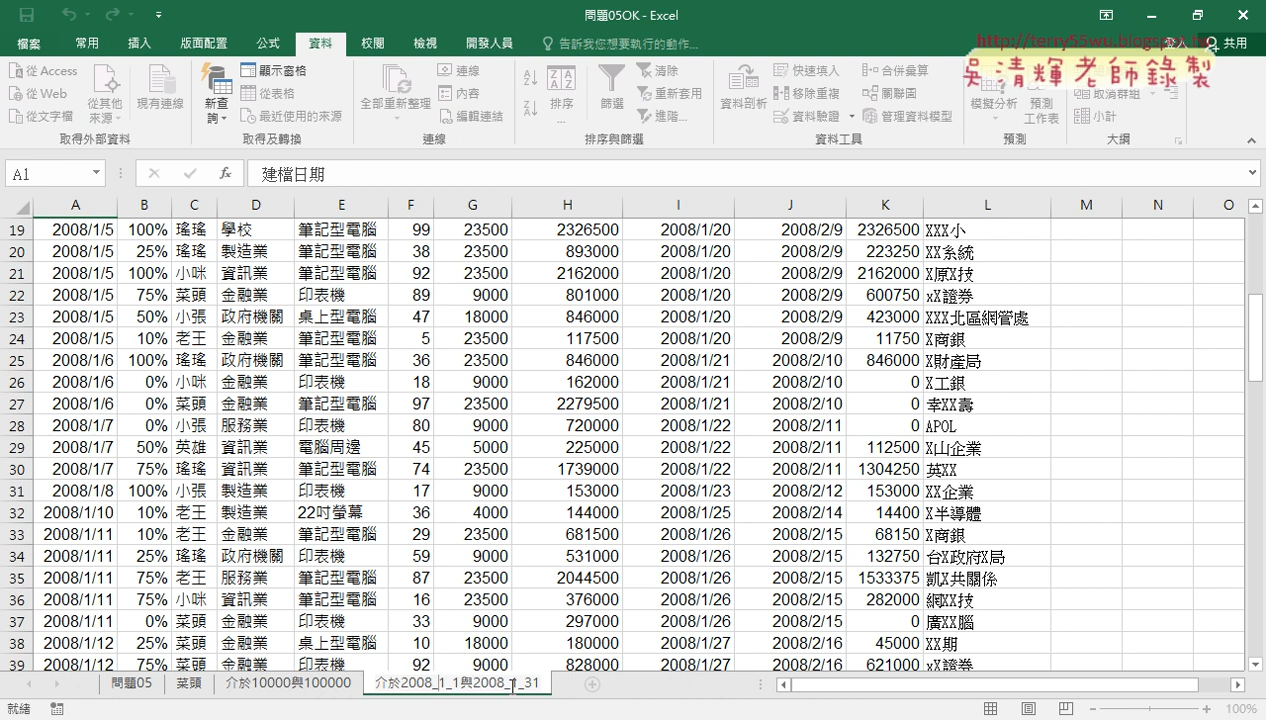 問題05OK - Excel
http://terry55wu.blogspot.tw
吳清輝老師錄製
檔案 常用 插入 版面配置 公式 資料 校閱 檢視 開發人員 告訴我您想要執行的動作... 登入 共用
從 Access
從 Web
從文字檔
從其他來源
現有連線
取得外部資料
新查詢
顯示查詢
從表格
最近使用的來源
取得及轉換
全部重新整理
連線
內容
編輯連結
連線
排序...
篩選
清除
重新套用
進階...
排序與篩選
資料剖析
快速填入
移除重複
資料驗證
合併彙算
關聯圖
管理資料模型
資料工具
模擬分析
預測工作表
預測
取消群組
小計
大綱
A1 fx 建檔日期
A B C D E F G H I J K L M N O
19 2008/1/5 100% 瑤瑤 學校 筆記型電腦 99 23500 2326500 2008/1/20 2008/2/9 2326500 XXX小
20 2008/1/5 25% 瑤瑤 製造業 筆記型電腦 38 23500 893000 2008/1/20 2008/2/9 223250 XX系統
21 2008/1/5 100% 小咪 資訊業 筆記型電腦 92 23500 2162000 2008/1/20 2008/2/9 2162000 X原X技
22 2008/1/5 75% 菜頭 金融業 印表機 89 9000 801000 2008/1/20 2008/2/9 600750 xX證券
23 2008/1/5 50% 小張 政府機關 桌上型電腦 47 18000 846000 2008/1/20 2008/2/9 423000 XXX北區網管處
24 2008/1/5 10% 老王 金融業 筆記型電腦 5 23500 117500 2008/1/20 2008/2/9 11750 X商銀
25 2008/1/6 100% 瑤瑤 政府機關 筆記型電腦 36 23500 846000 2008/1/21 2008/2/10 846000 X財產局
26 2008/1/6 0% 小咪 金融業 印表機 18 9000 162000 2008/1/21 2008/2/10 0 X工銀
27 2008/1/6 0% 菜頭 金融業 筆記型電腦 97 23500 2279500 2008/1/21 2008/2/10 0 幸XX壽
28 2008/1/7 0% 小張 服務業 印表機 80 9000 720000 2008/1/22 2008/2/11 0 APOL
29 2008/1/7 50% 英雄 資訊業 電腦周邊 45 5000 225000 2008/1/22 2008/2/11 112500 X山企業
30 2008/1/7 75% 瑤瑤 資訊業 筆記型電腦 74 23500 1739000 2008/1/22 2008/2/11 1304250 英XX
31 2008/1/8 100% 小張 製造業 印表機 17 9000 153000 2008/1/23 2008/2/12 153000 XX企業
32 2008/1/10 10% 老王 製造業 22吋螢幕 36 4000 144000 2008/1/25 2008/2/14 14400 X半導體
33 2008/1/11 10% 老王 金融業 筆記型電腦 29 23500 681500 2008/1/26 2008/2/15 68150 X商銀
34 2008/1/11 25% 瑤瑤 政府機關 印表機 59 9000 531000 2008/1/26 2008/2/15 132750 台X政府X局
35 2008/1/11 75% 老王 服務業 筆記型電腦 87 23500 2044500 2008/1/26 2008/2/15 1533375 凱X共關係
36 2008/1/11 75% 小咪 資訊業 筆記型電腦 16 23500 376000 2008/1/26 2008/2/15 282000 網XX技
37 2008/1/11 0% 菜頭 金融業 印表機 33 9000 297000 2008/1/26 2008/2/15 0 廣XX腦
38 2008/1/12 25% 菜頭 金融業 桌上型電腦 10 18000 180000 2008/1/27 2008/2/16 45000 XX期
39 2008/1/12 75% 菜頭 金融業 印表機 92 9000 828000 2008/1/27 2008/2/16 621000 xX證券
問題05 菜頭 介於10000與100000 介於2008_1_1與2008_1_31
就緒 100%